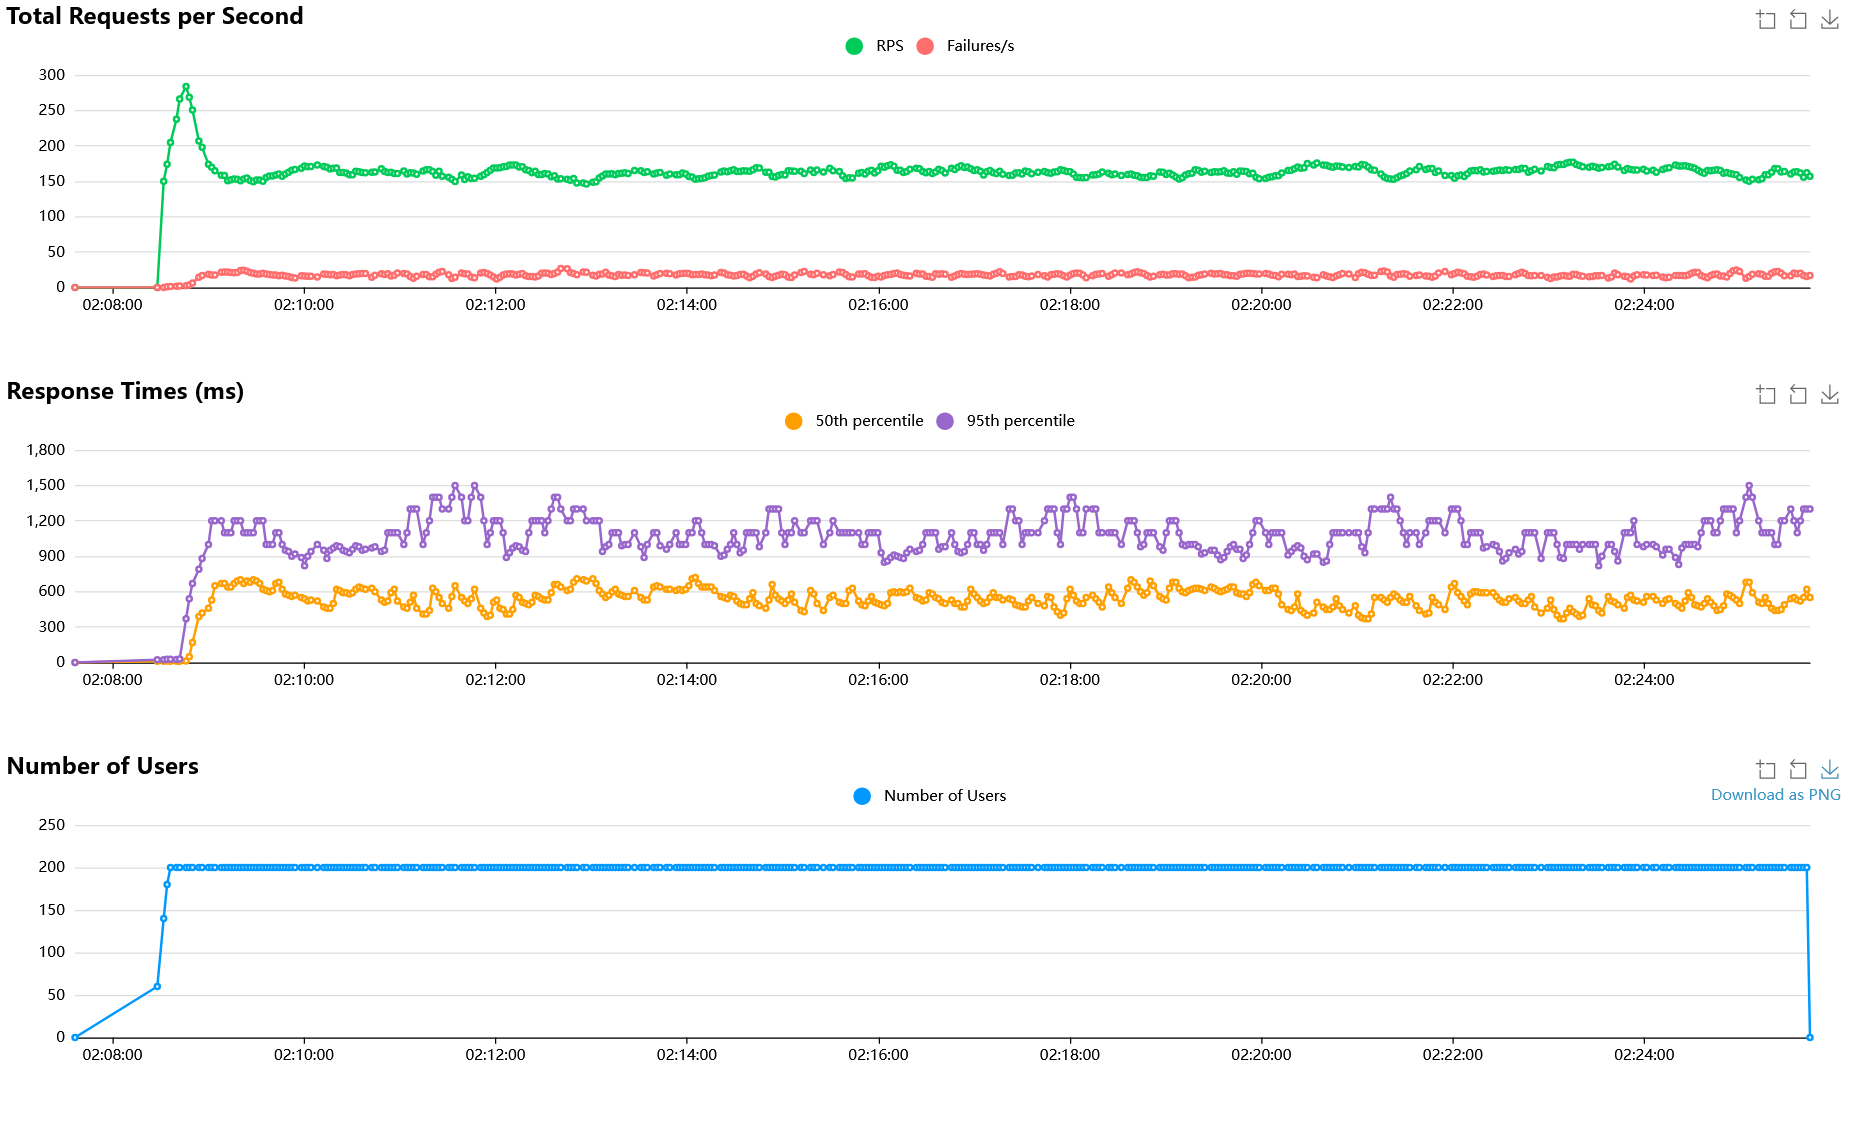 Total Requests per Second
RPS Failures/s
300
250
200
150
100
50
0
02:08:00 02:10:00 02:12:00 02:14:00 02:16:00 02:18:00 02:20:00 02:22:00 02:24:00
Response Times (ms)
50th percentile 95th percentile
1,800
1,500
1,200
900
600
300
0
02:08:00 02:10:00 02:12:00 02:14:00 02:16:00 02:18:00 02:20:00 02:22:00 02:24:00
Number of Users
Number of Users
Download as PNG
250
200
150
100
50
0
02:08:00 02:10:00 02:12:00 02:14:00 02:16:00 02:18:00 02:20:00 02:22:00 02:24:00